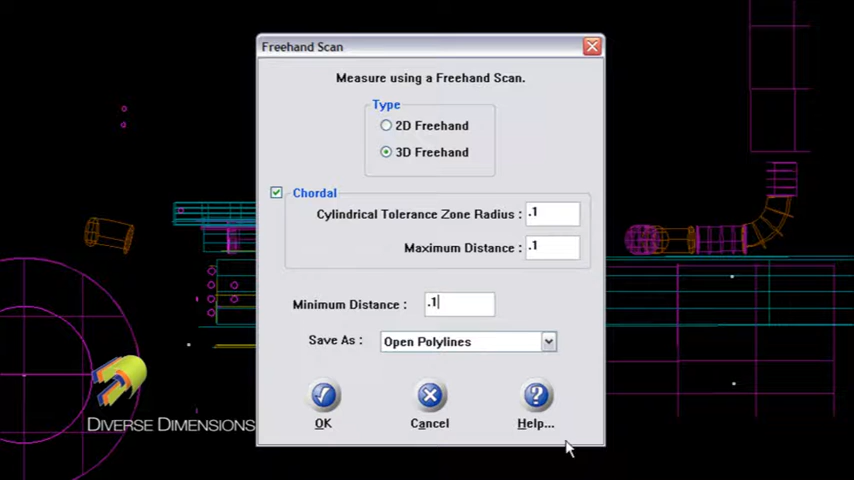 Freehand Scan
Measure using a Freehand Scan.
Type
2D Freehand
3D Freehand
Chordal
Cylindrical Tolerance Zone Radius : .1
Maximum Distance : .1
Minimum Distance : .1
Save As : Open Polylines
OK Cancel Help...
DIVERSE DIMENSIONS